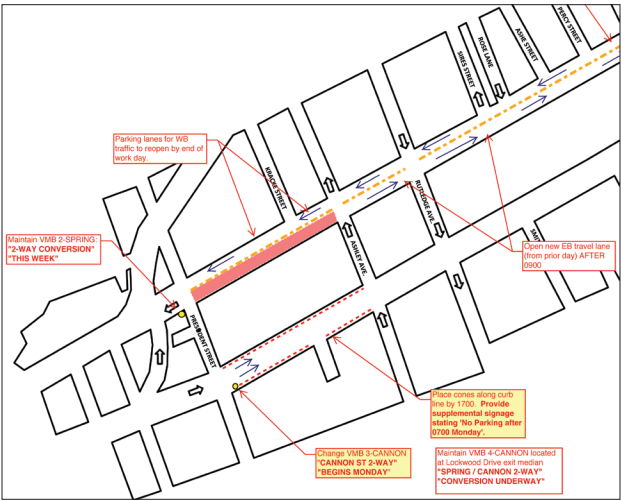 PERCY STREET
ASHE STREET
ROSE LANE
SIRES STREET
Parking lanes for WB
traffic to reopen by end of
work day.
KRACKE STREET
RUTLEDGE AVE.
ASHLEY AVE.
SMI
Open new EB travel lane
(from prior day) AFTER
0900
Maintain VMB 2-SPRING:
"2-WAY CONVERSION"
"THIS WEEK"
PRESIDENT STREET
Place cones along curb
line by 1700. Provide
supplemental signage
stating 'No Parking after
0700 Monday'.
Change VMB 3-CANNON
"CANNON ST 2-WAY"
"BEGINS MONDAY'
Maintain VMB 4-CANNON located
at Lockwood Drive exit median
"SPRING / CANNON 2-WAY"
"CONVERSION UNDERWAY"